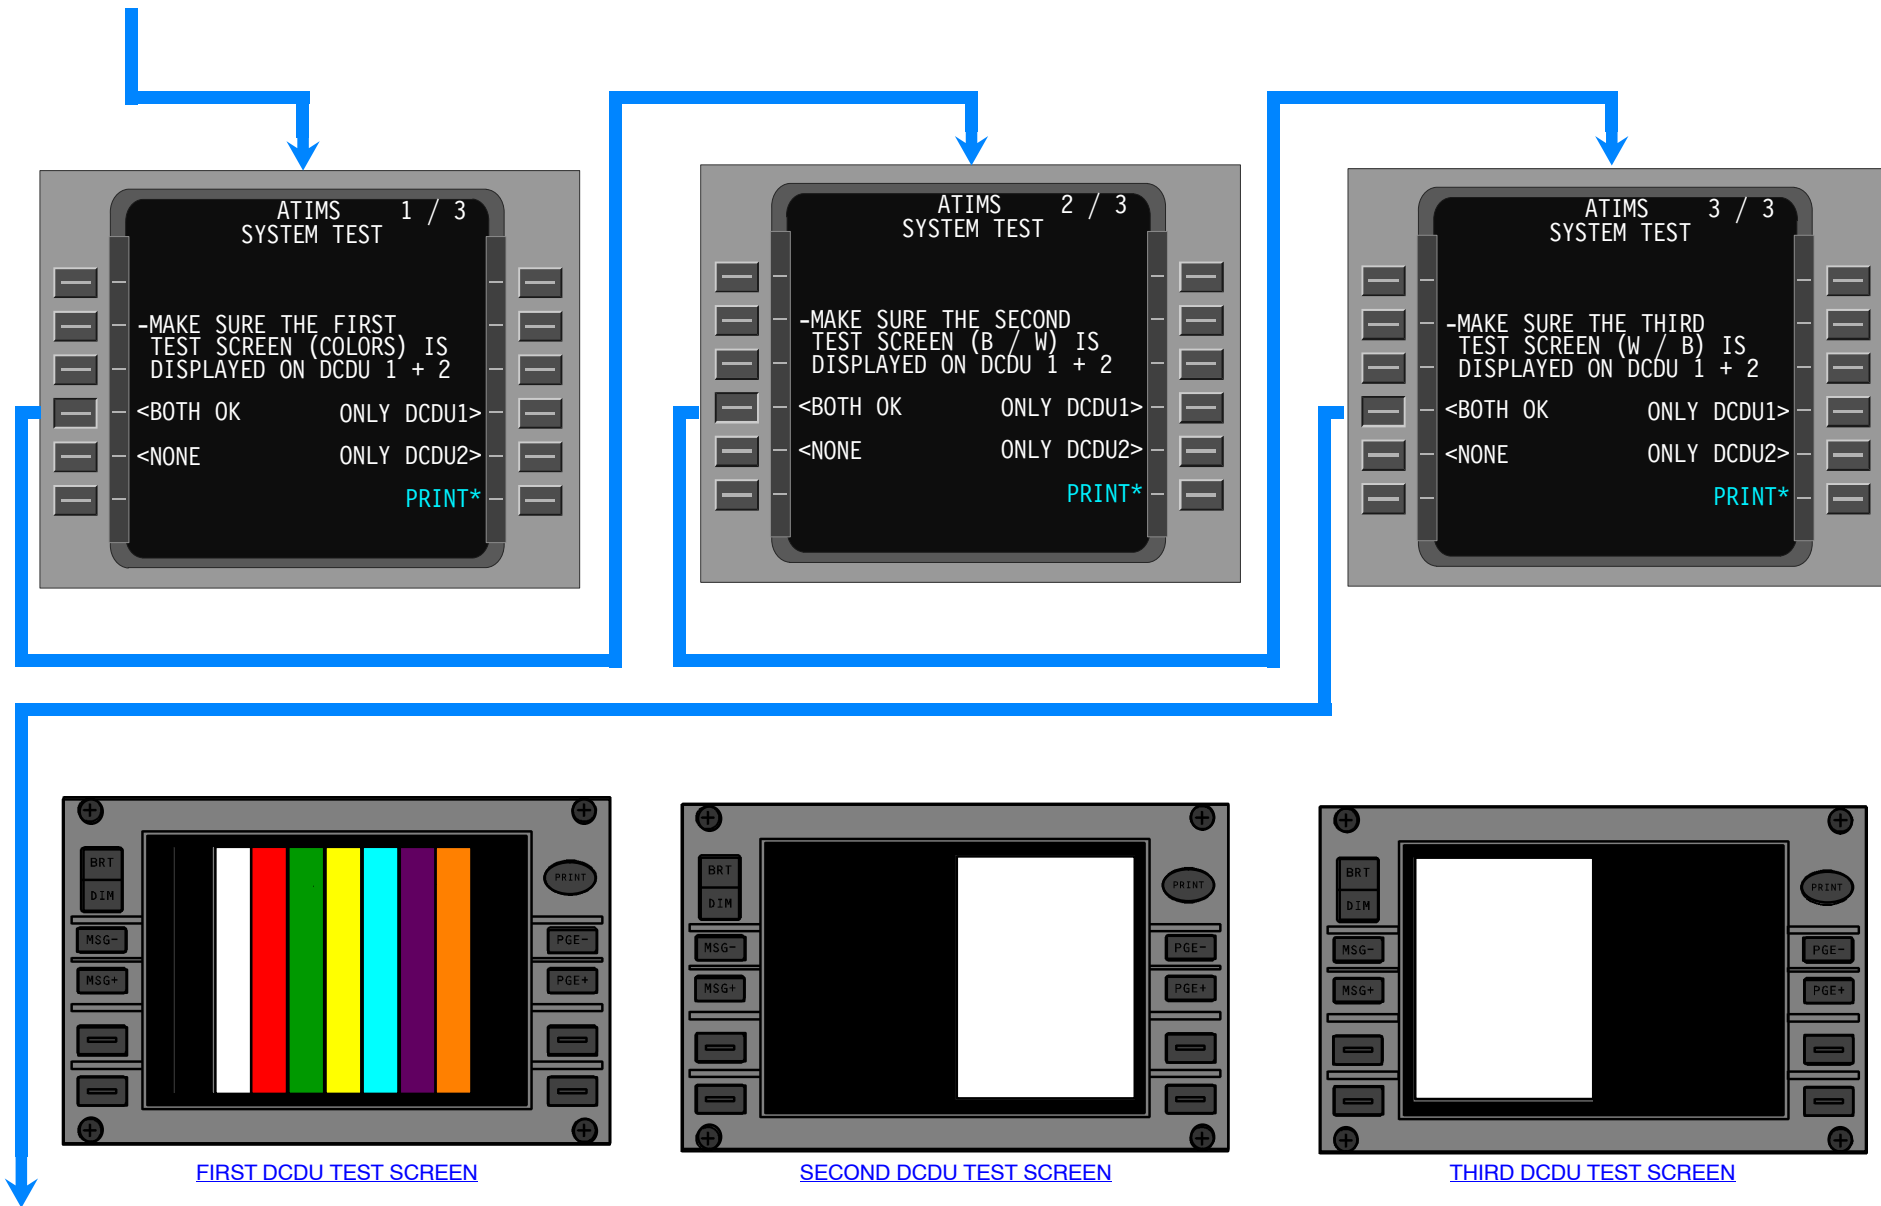 ATIMS 1 / 3
SYSTEM TEST
-MAKE SURE THE FIRST
TEST SCREEN (COLORS) IS
DISPLAYED ON DCDU 1 + 2
<BOTH OK ONLY DCDU1>
<NONE ONLY DCDU2>
PRINT*
ATIMS 2 / 3
SYSTEM TEST
-MAKE SURE THE SECOND
TEST SCREEN (B / W) IS
DISPLAYED ON DCDU 1 + 2
<BOTH OK ONLY DCDU1>
<NONE ONLY DCDU2>
PRINT*
ATIMS 3 / 3
SYSTEM TEST
-MAKE SURE THE THIRD
TEST SCREEN (W / B) IS
DISPLAYED ON DCDU 1 + 2
<BOTH OK ONLY DCDU1>
<NONE ONLY DCDU2>
PRINT*
BRT
DIM
PRINT
MSG-
PGE-
MSG+
PGE+
FIRST DCDU TEST SCREEN
BRT
DIM
PRINT
MSG-
PGE-
MSG+
PGE+
SECOND DCDU TEST SCREEN
BRT
DIM
PRINT
MSG-
PGE-
MSG+
PGE+
THIRD DCDU TEST SCREEN